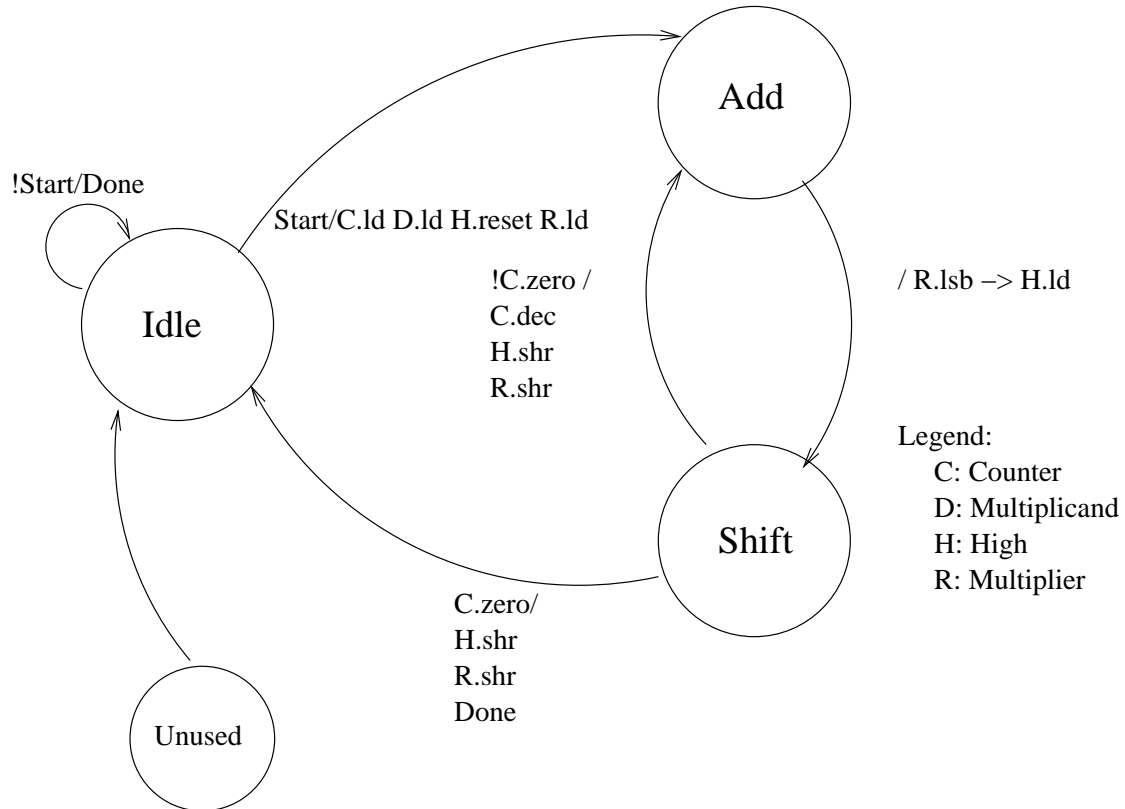 Add
!Start/Done
Start/C.ld D.ld H.reset R.ld
!C.zero /
C.dec
H.shr
R.shr
/ R.lsb −> H.ld
Idle
Legend:
C: Counter
D: Multiplicand
H: High
R: Multiplier
Shift
C.zero/
H.shr
R.shr
Done
Unused